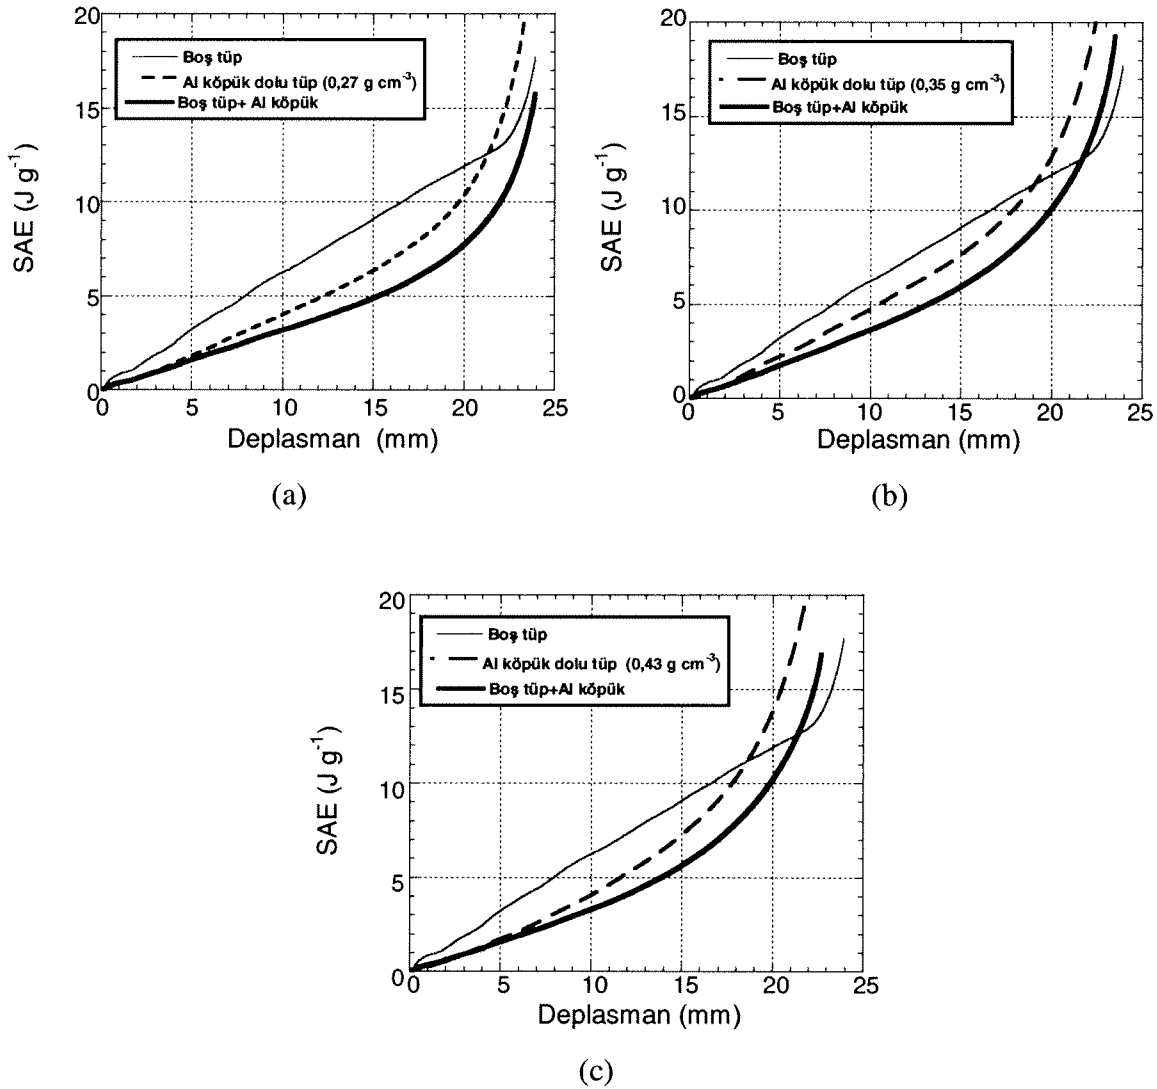 20
15
10
5
0
SAE (J g⁻¹)
Boş tüp
Al köpük dolu tüp (0,27 g cm⁻³)
Boş tüp+ Al köpük
0 5 10 15 20 25
Deplasman (mm)
(a)
20
15
10
5
0
SAE (J g⁻¹)
Boş tüp
Al köpük dolu tüp (0,35 g cm⁻³)
Boş tüp+Al köpük
0 5 10 15 20 25
Deplasman (mm)
(b)
20
15
10
5
0
SAE (J g⁻¹)
Boş tüp
Al köpük dolu tüp (0,43 g cm⁻³)
Boş tüp+Al köpük
0 5 10 15 20 25
Deplasman (mm)
(c)